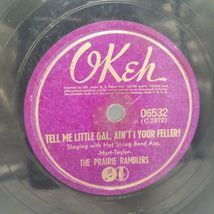 OKeh
06532
(C 3872)
TELL ME LITTLE GAL, AIN'T I YOUR FELLER!
Singing with Hot String Band Acc.
-Hart-Taylor-
THE PRAIRIE RAMBLERS